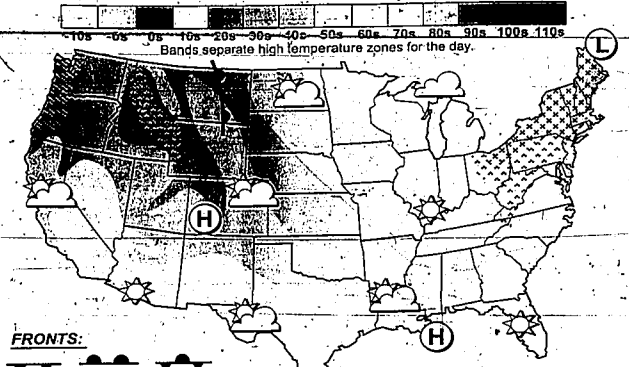 -10s -0s 0s 10s 20s 30s 40s 50s 60s 70s 80s 90s 100s 110s
Bands separate high temperature zones for the day.
L
H
H
FRONTS: